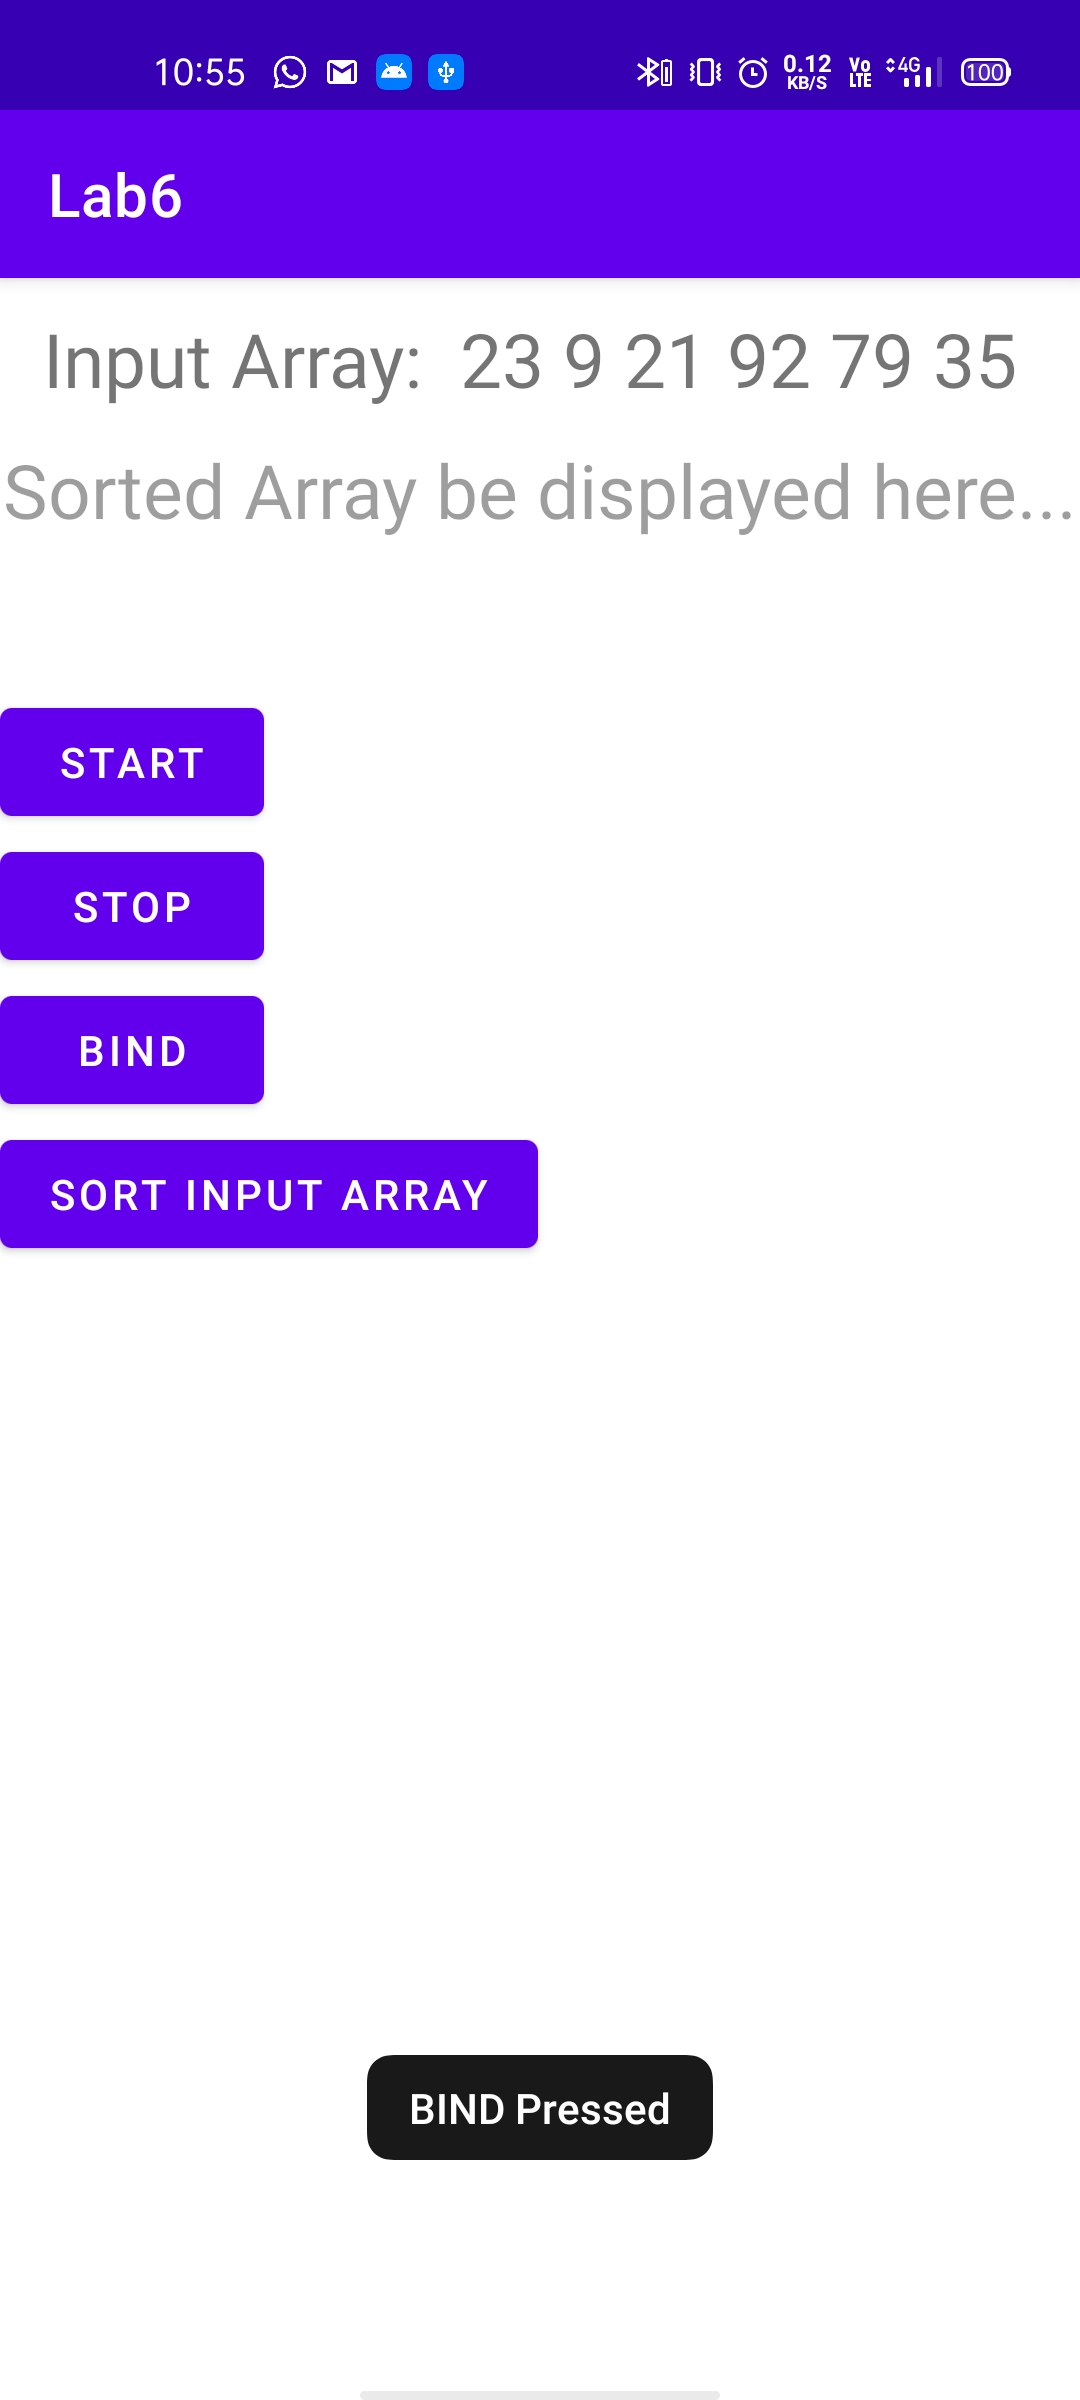 10:55 0.12 KB/S Vo LTE 4G 100
Lab6
Input Array:  23 9 21 92 79 35
Sorted Array be displayed here...
START
STOP
BIND
SORT INPUT ARRAY
BIND Pressed